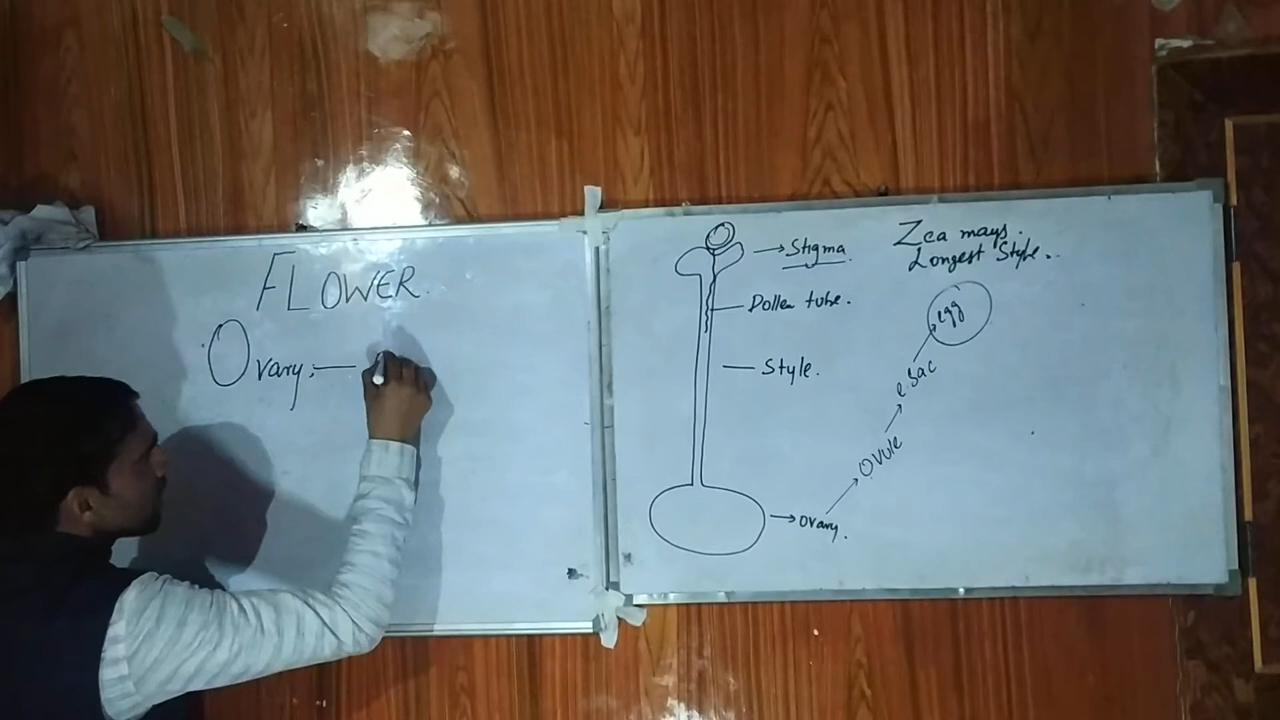 FLOWER.
Ovary:—
→ Stigma
Zea mays.
Longest Style..
Pollen tube.
egg
— Style.
e Sac
Ovule
→ Ovary.